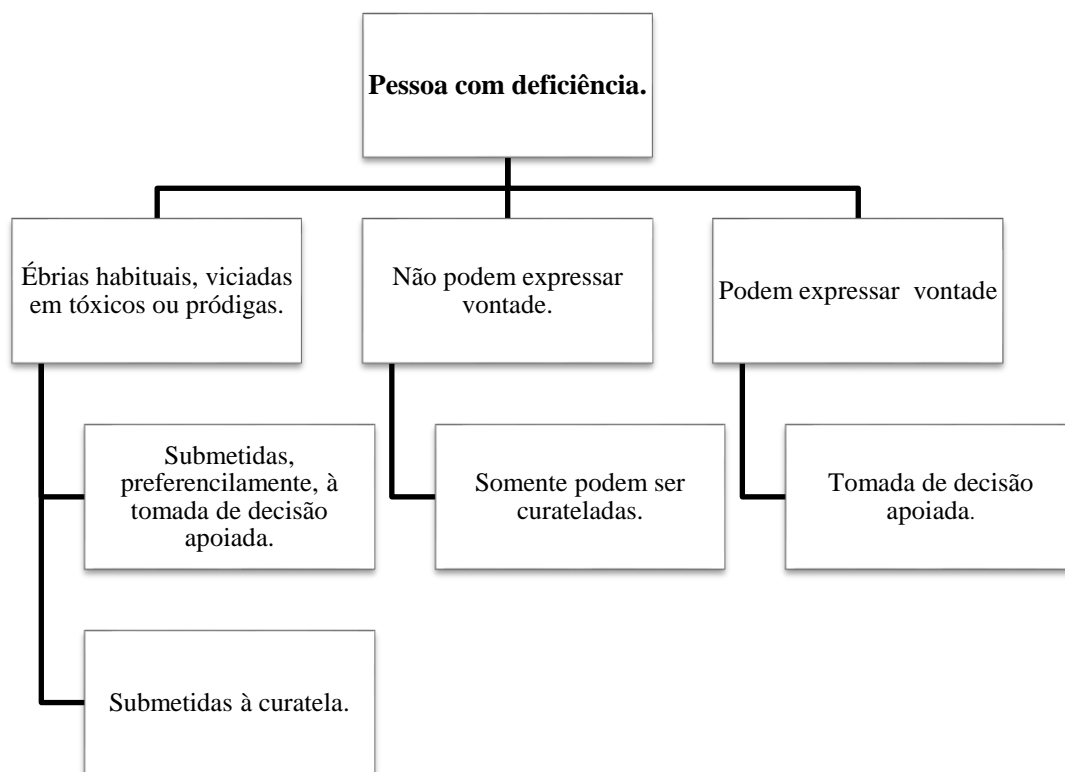 Pessoa com deficiência.
Ébrias habituais, viciadas
em tóxicos ou pródigas.
Não podem expressar
vontade.
Podem expressar vontade
Submetidas,
preferencilamente, à
tomada de decisão
apoiada.
Somente podem ser
curateladas.
Tomada de decisão
apoiada.
Submetidas à curatela.